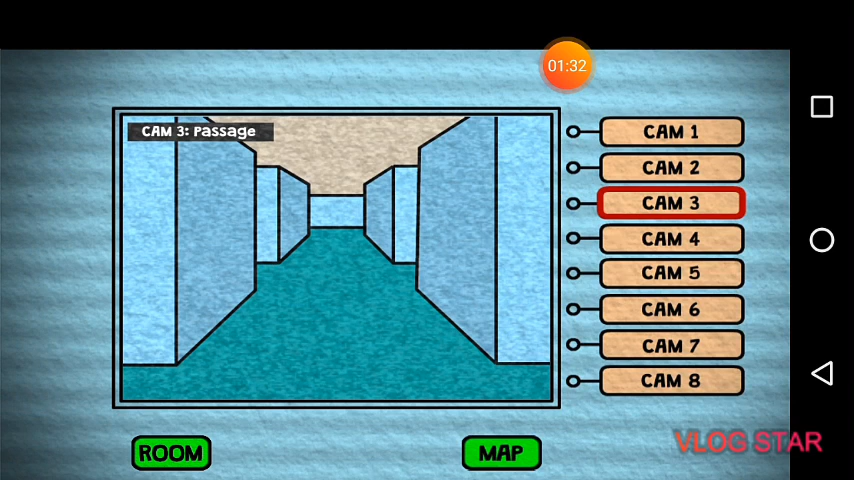 01:32
CAM 3: Passage
CAM 1
CAM 2
CAM 3
CAM 4
CAM 5
CAM 6
CAM 7
CAM 8
ROOM
MAP
VLOG STAR